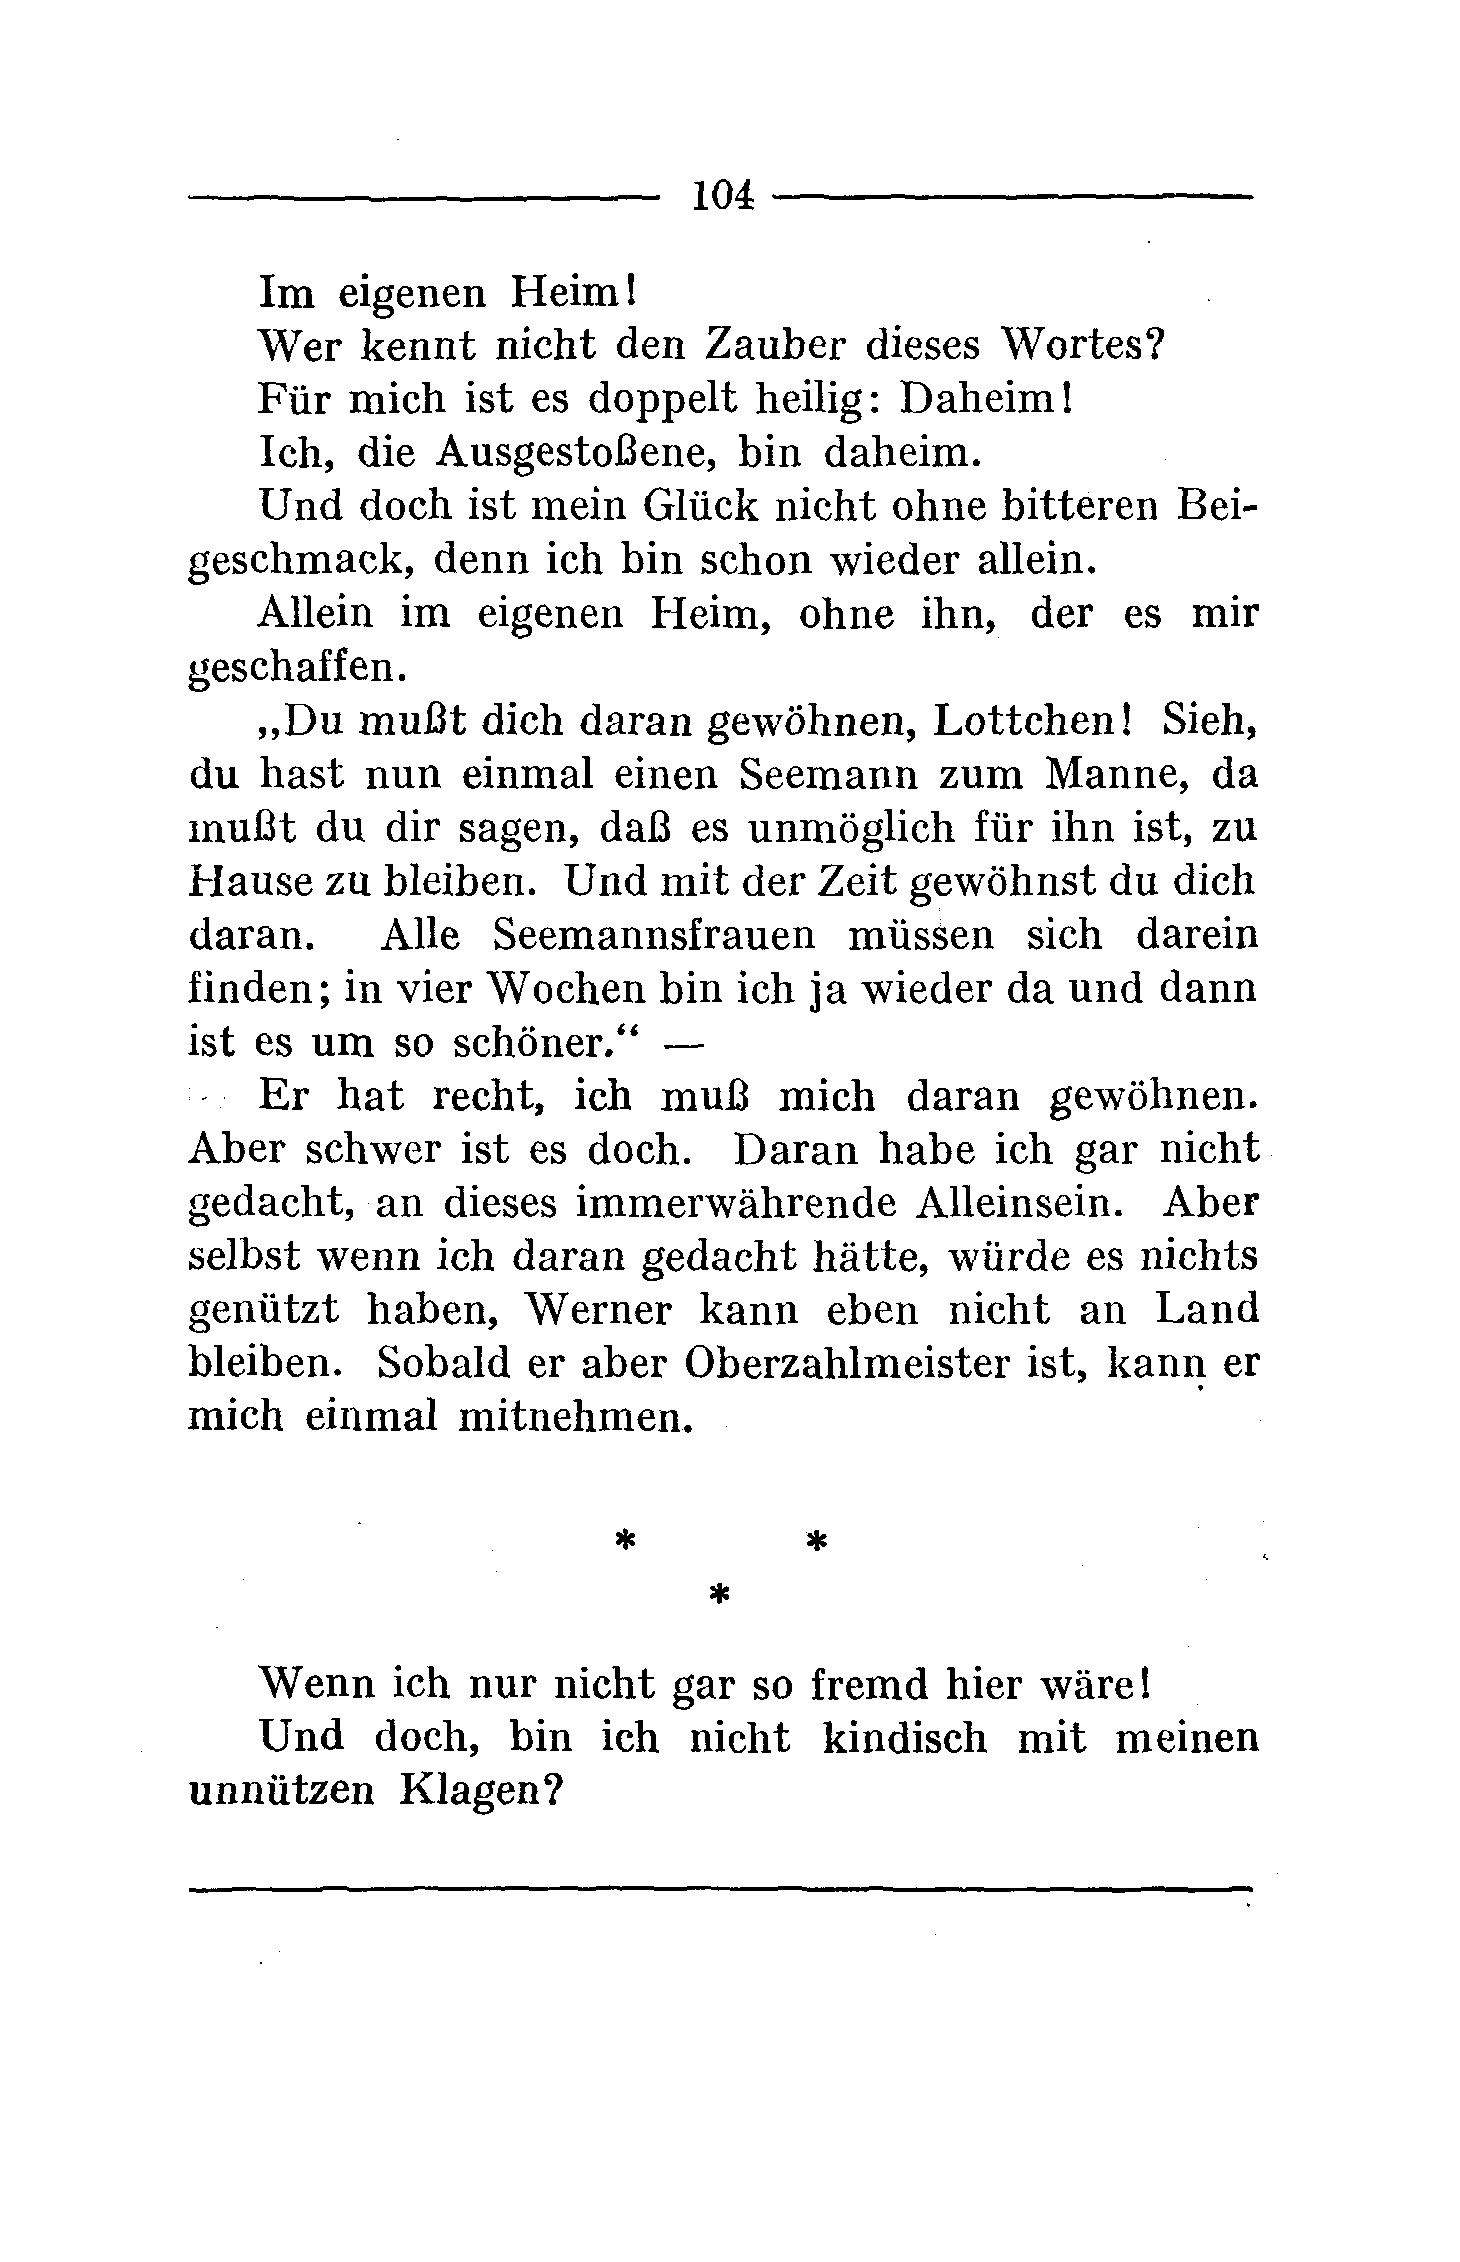 104
Im eigenen Heim!
Wer kennt nicht den Zauber dieses Wortes?
Für mich ist es doppelt heilig: Daheim!
Ich, die Ausgestoßene, bin daheim.
Und doch ist mein Glück nicht ohne bitteren Bei-
geschmack, denn ich bin schon wieder allein.
Allein im eigenen Heim, ohne ihn, der es mir
geschaffen.
„Du mußt dich daran gewöhnen, Lottchen! Sieh,
du hast nun einmal einen Seemann zum Manne, da
mußt du dir sagen, daß es unmöglich für ihn ist, zu
Hause zu bleiben. Und mit der Zeit gewöhnst du dich
daran. Alle Seemannsfrauen müssen sich darein
finden; in vier Wochen bin ich ja wieder da und dann
ist es um so schöner.“ —
Er hat recht, ich muß mich daran gewöhnen.
Aber schwer ist es doch. Daran habe ich gar nicht
gedacht, an dieses immerwährende Alleinsein. Aber
selbst wenn ich daran gedacht hätte, würde es nichts
genützt haben, Werner kann eben nicht an Land
bleiben. Sobald er aber Oberzahlmeister ist, kann er
mich einmal mitnehmen.
* *
*
Wenn ich nur nicht gar so fremd hier wäre!
Und doch, bin ich nicht kindisch mit meinen
unnützen Klagen?